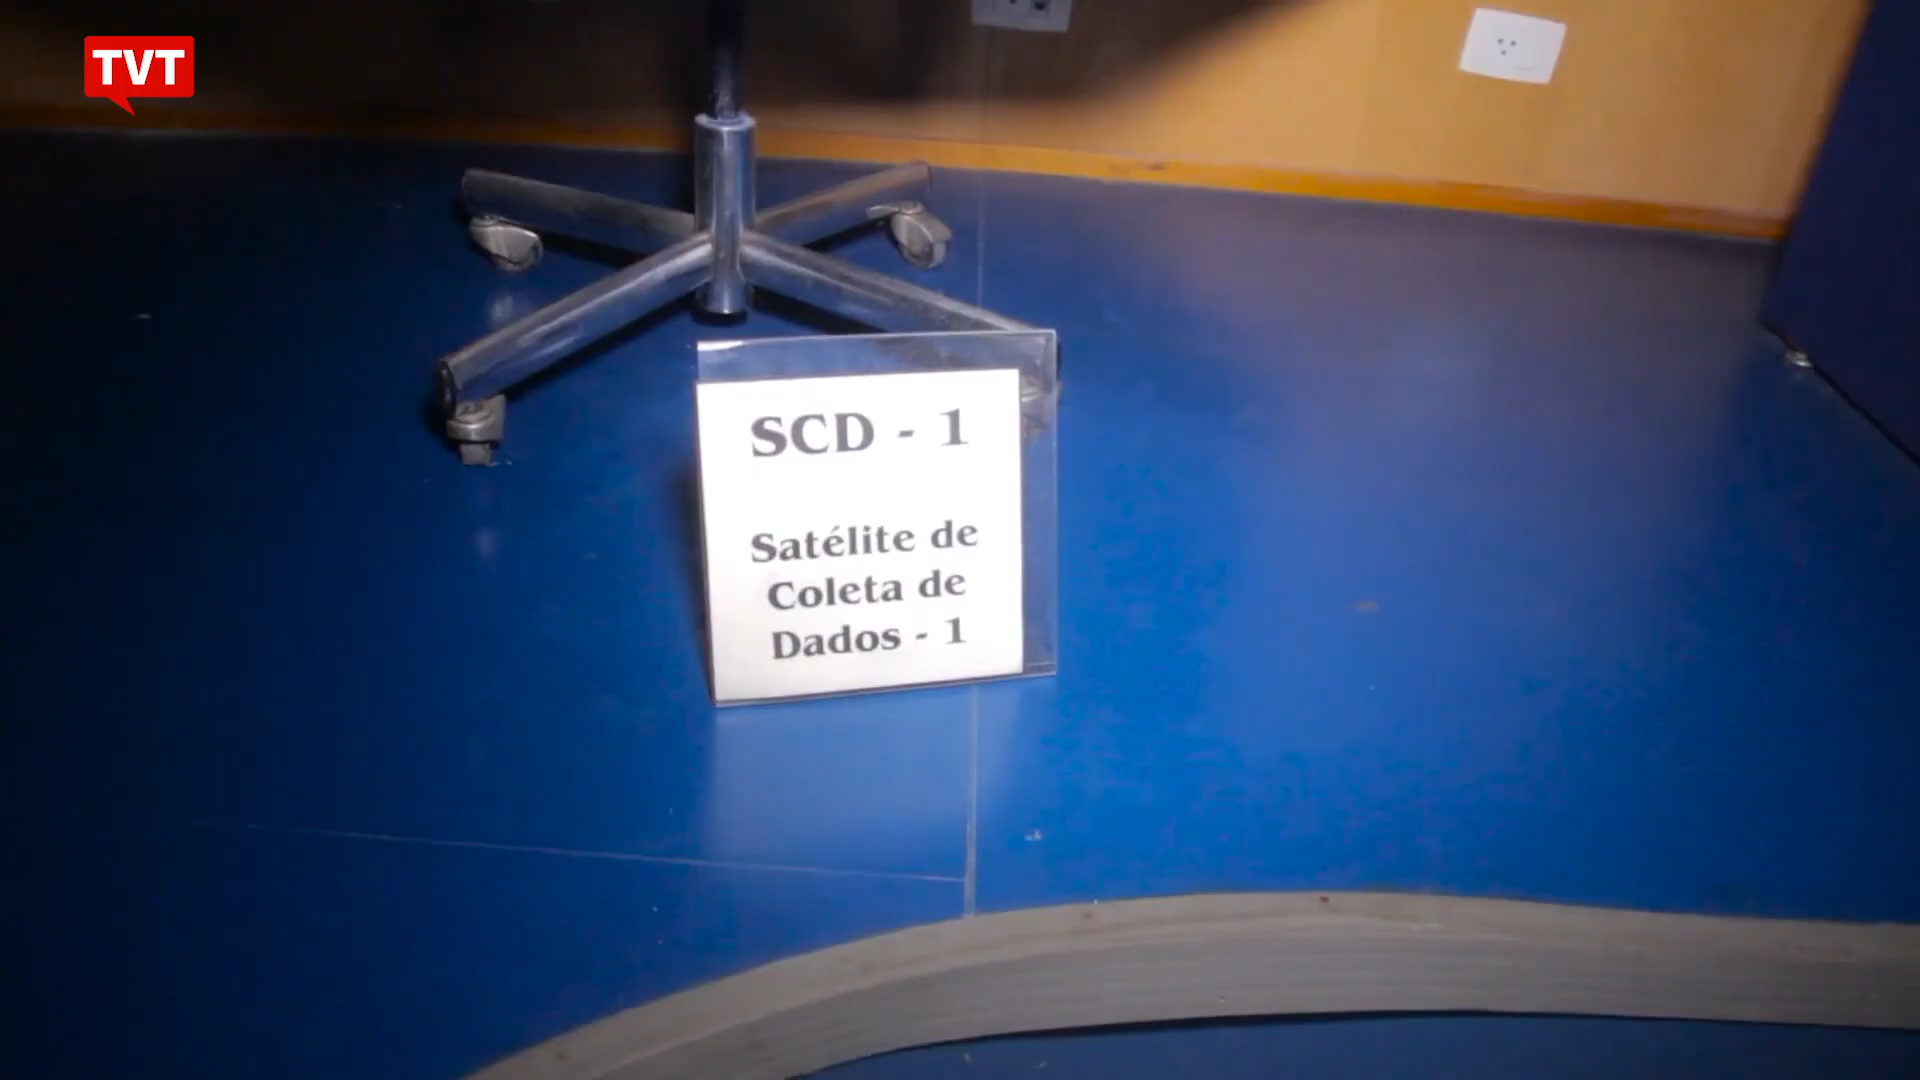 TVT
SCD - 1
Satélite de
Coleta de
Dados - 1